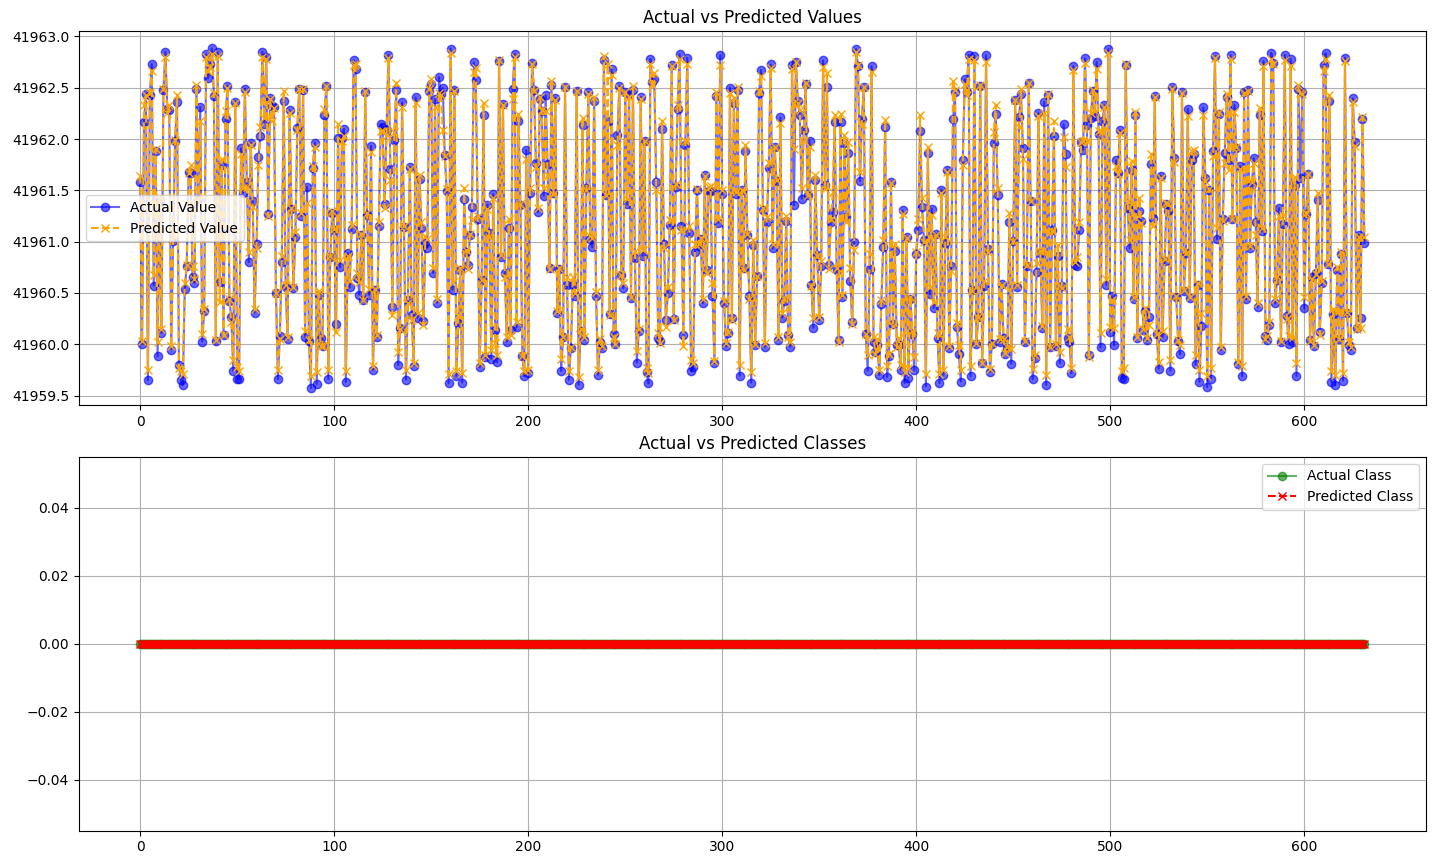 Actual vs Predicted Values
41963.0
41962.5
41962.0
41961.5
41961.0
41960.5
41960.0
41959.5
Actual Value
Predicted Value
0 100 200 300 400 500 600
Actual vs Predicted Classes
0.04
0.02
0.00
−0.02
−0.04
Actual Class
Predicted Class
0 100 200 300 400 500 600